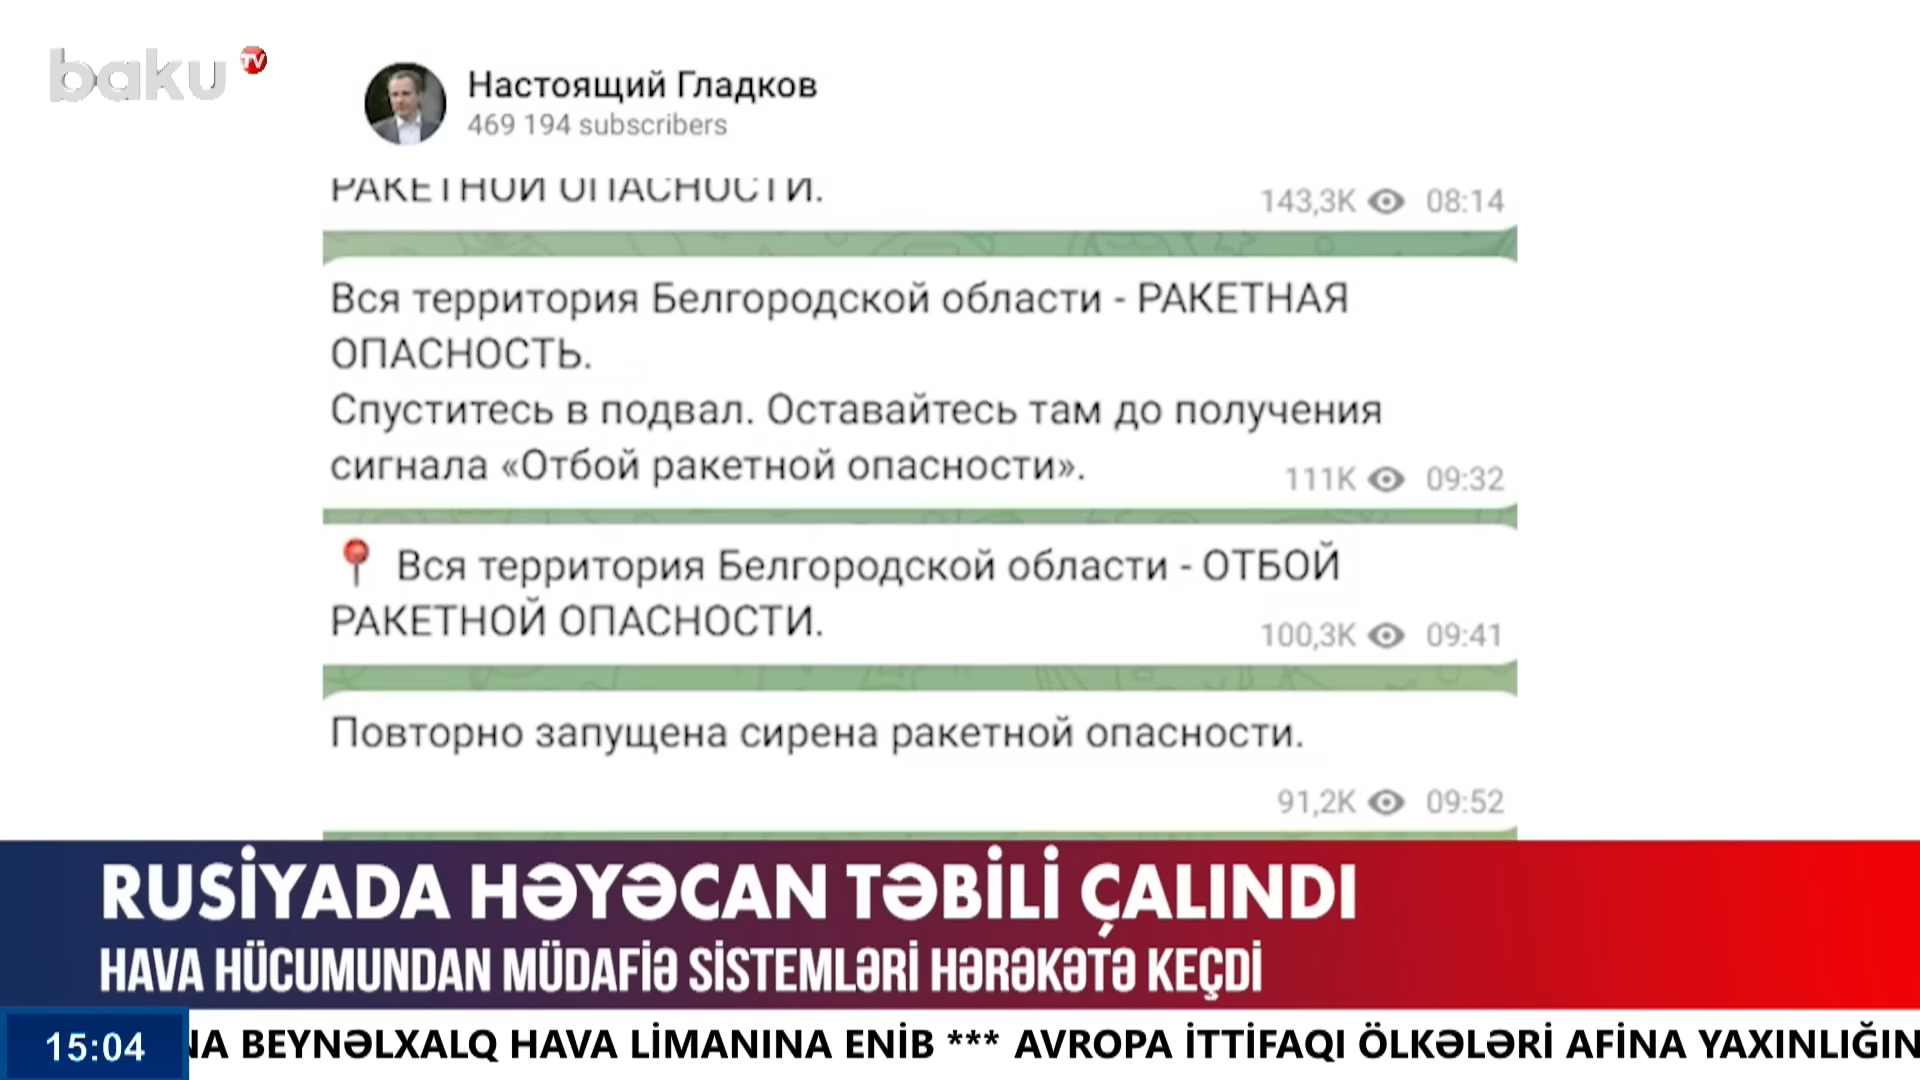 baku TV
Настоящий Гладков
469 194 subscribers
РАКЕТНОЙ ОПАСНОСТИ.
143,3K 08:14
Вся территория Белгородской области - РАКЕТНАЯ
ОПАСНОСТЬ.
Спуститесь в подвал. Оставайтесь там до получения
сигнала «Отбой ракетной опасности».
111K 09:32
Вся территория Белгородской области - ОТБОЙ
РАКЕТНОЙ ОПАСНОСТИ.
100,3K 09:41
Повторно запущена сирена ракетной опасности.
91,2K 09:52
RUSİYADA HƏYƏCAN TƏBİLİ ÇALINDI
HAVA HÜCUMUNDAN MÜDAFİƏ SİSTEMLƏRİ HƏRƏKƏTƏ KEÇDİ
15:04 NA BEYNƏLXALQ HAVA LİMANINA ENİB *** AVROPA İTTİFAQI ÖLKƏLƏRİ AFİNA YAXINLIĞIN